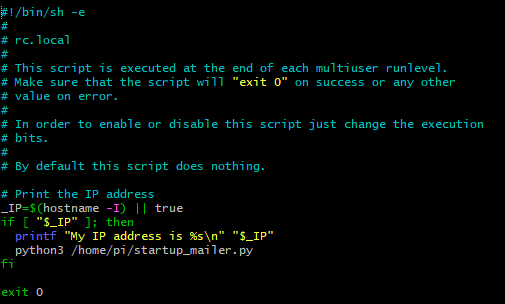 #!/bin/sh -e
#
# rc.local
#
# This script is executed at the end of each multiuser runlevel.
# Make sure that the script will "exit 0" on success or any other
# value on error.
#
# In order to enable or disable this script just change the execution
# bits.
#
# By default this script does nothing.

# Print the IP address
_IP=$(hostname -I) || true
if [ "$_IP" ]; then
  printf "My IP address is %s\n" "$_IP"
  python3 /home/pi/startup_mailer.py
fi

exit 0